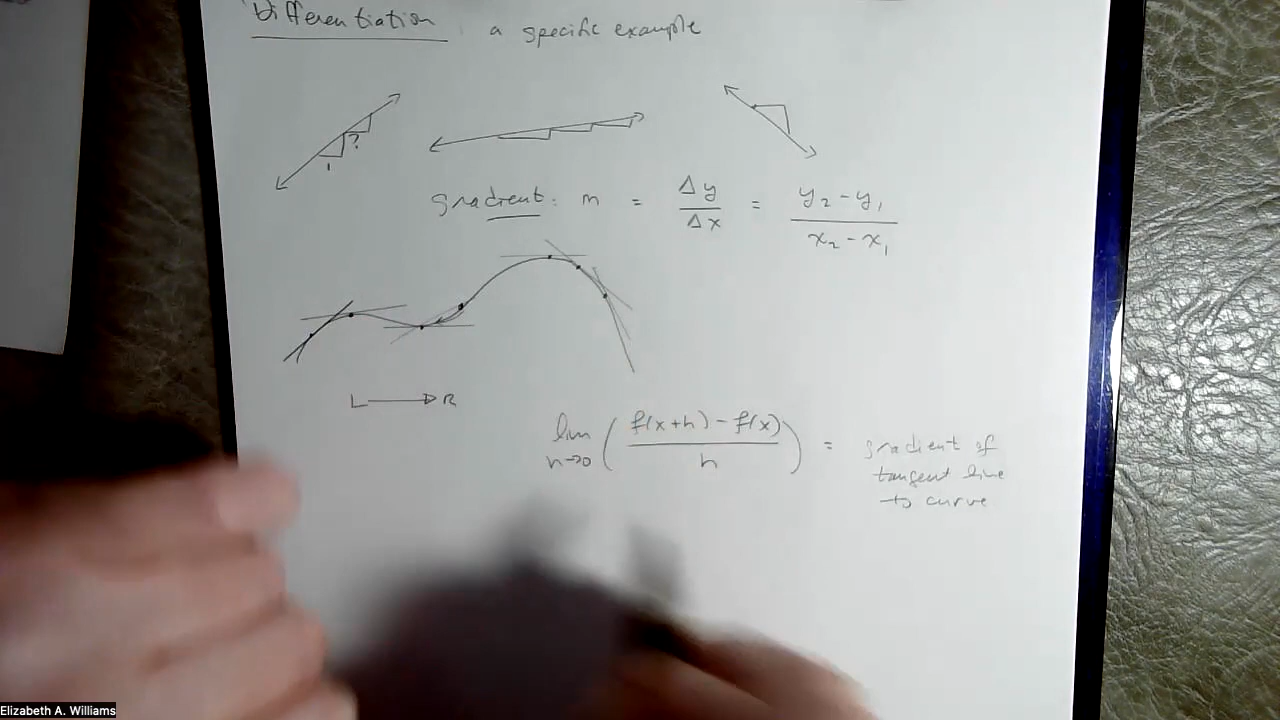 Differentiation : a specific example
1 ?
gradient: m = Δy/Δx = y₂-y₁/x₂-x₁
L → R
lim h→0 ( f(x+h) - f(x) / h ) = gradient of
tangent line
to curve
Elizabeth A. Williams